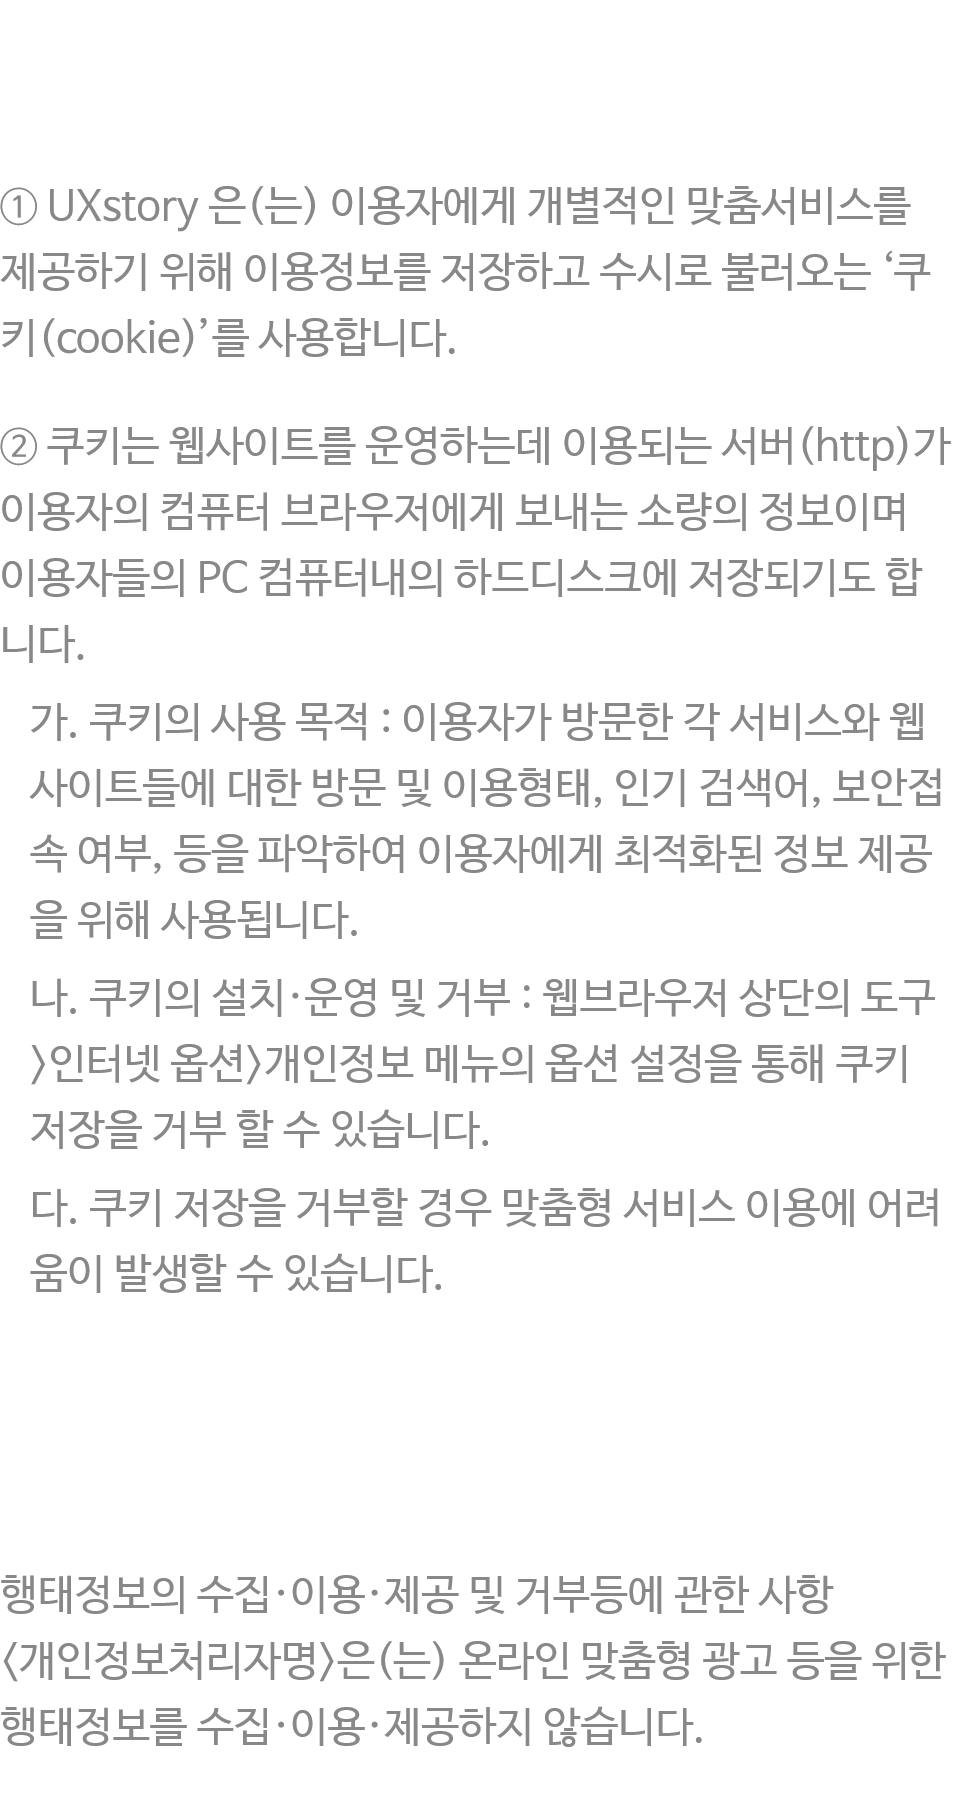 ① UXstory 은(는) 이용자에게 개별적인 맞춤서비스를
제공하기 위해 이용정보를 저장하고 수시로 불러오는 ‘쿠
키(cookie)’를 사용합니다.
② 쿠키는 웹사이트를 운영하는데 이용되는 서버(http)가
이용자의 컴퓨터 브라우저에게 보내는 소량의 정보이며
이용자들의 PC 컴퓨터내의 하드디스크에 저장되기도 합
니다.
가. 쿠키의 사용 목적 : 이용자가 방문한 각 서비스와 웹
사이트들에 대한 방문 및 이용형태, 인기 검색어, 보안접
속 여부, 등을 파악하여 이용자에게 최적화된 정보 제공
을 위해 사용됩니다.
나. 쿠키의 설치·운영 및 거부 : 웹브라우저 상단의 도구
>인터넷 옵션>개인정보 메뉴의 옵션 설정을 통해 쿠키
저장을 거부 할 수 있습니다.
다. 쿠키 저장을 거부할 경우 맞춤형 서비스 이용에 어려
움이 발생할 수 있습니다.
행태정보의 수집·이용·제공 및 거부등에 관한 사항
<개인정보처리자명>은(는) 온라인 맞춤형 광고 등을 위한
행태정보를 수집·이용·제공하지 않습니다.